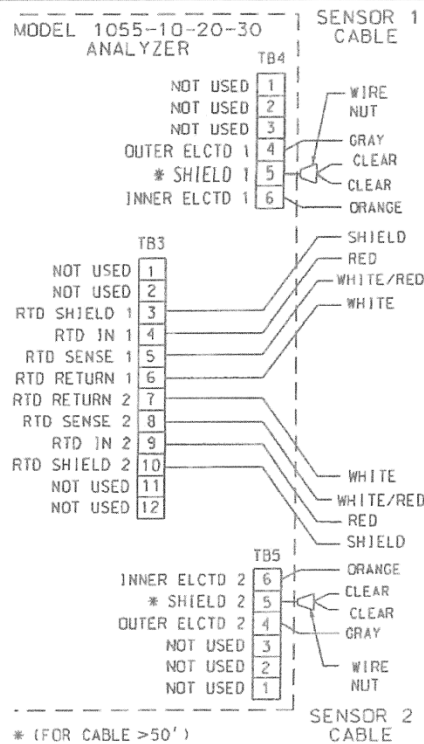 MODEL 1055-10-20-30
ANALYZER
SENSOR 1
CABLE
TB4
NOT USED 1
NOT USED 2
NOT USED 3
OUTER ELCTD 1 4
* SHIELD 1 5
INNER ELCTD 1 6
WIRE
NUT
GRAY
CLEAR
CLEAR
ORANGE
TB3
NOT USED 1
NOT USED 2
RTD SHIELD 1 3
RTD IN 1 4
RTD SENSE 1 5
RTD RETURN 1 6
RTD RETURN 2 7
RTD SENSE 2 8
RTD IN 2 9
RTD SHIELD 2 10
NOT USED 11
NOT USED 12
SHIELD
RED
WHITE/RED
WHITE
WHITE
WHITE/RED
RED
SHIELD
TB5
INNER ELCTD 2 6
* SHIELD 2 5
OUTER ELCTD 2 4
NOT USED 3
NOT USED 2
NOT USED 1
ORANGE
CLEAR
CLEAR
GRAY
WIRE
NUT
* (FOR CABLE >50')
SENSOR 2
CABLE